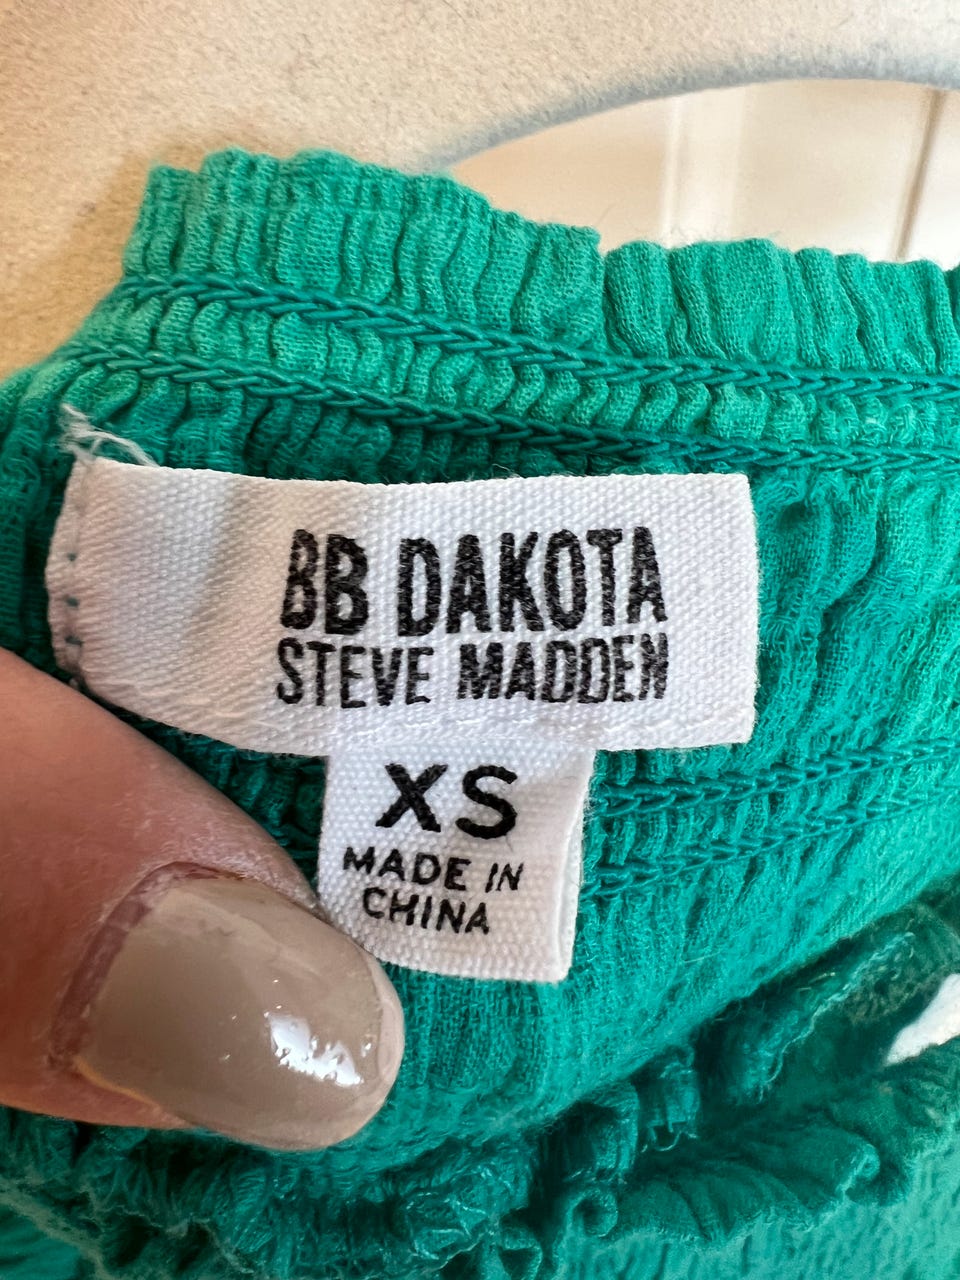 BB DAKOTA
STEVE MADDEN
XS
MADE IN
CHINA